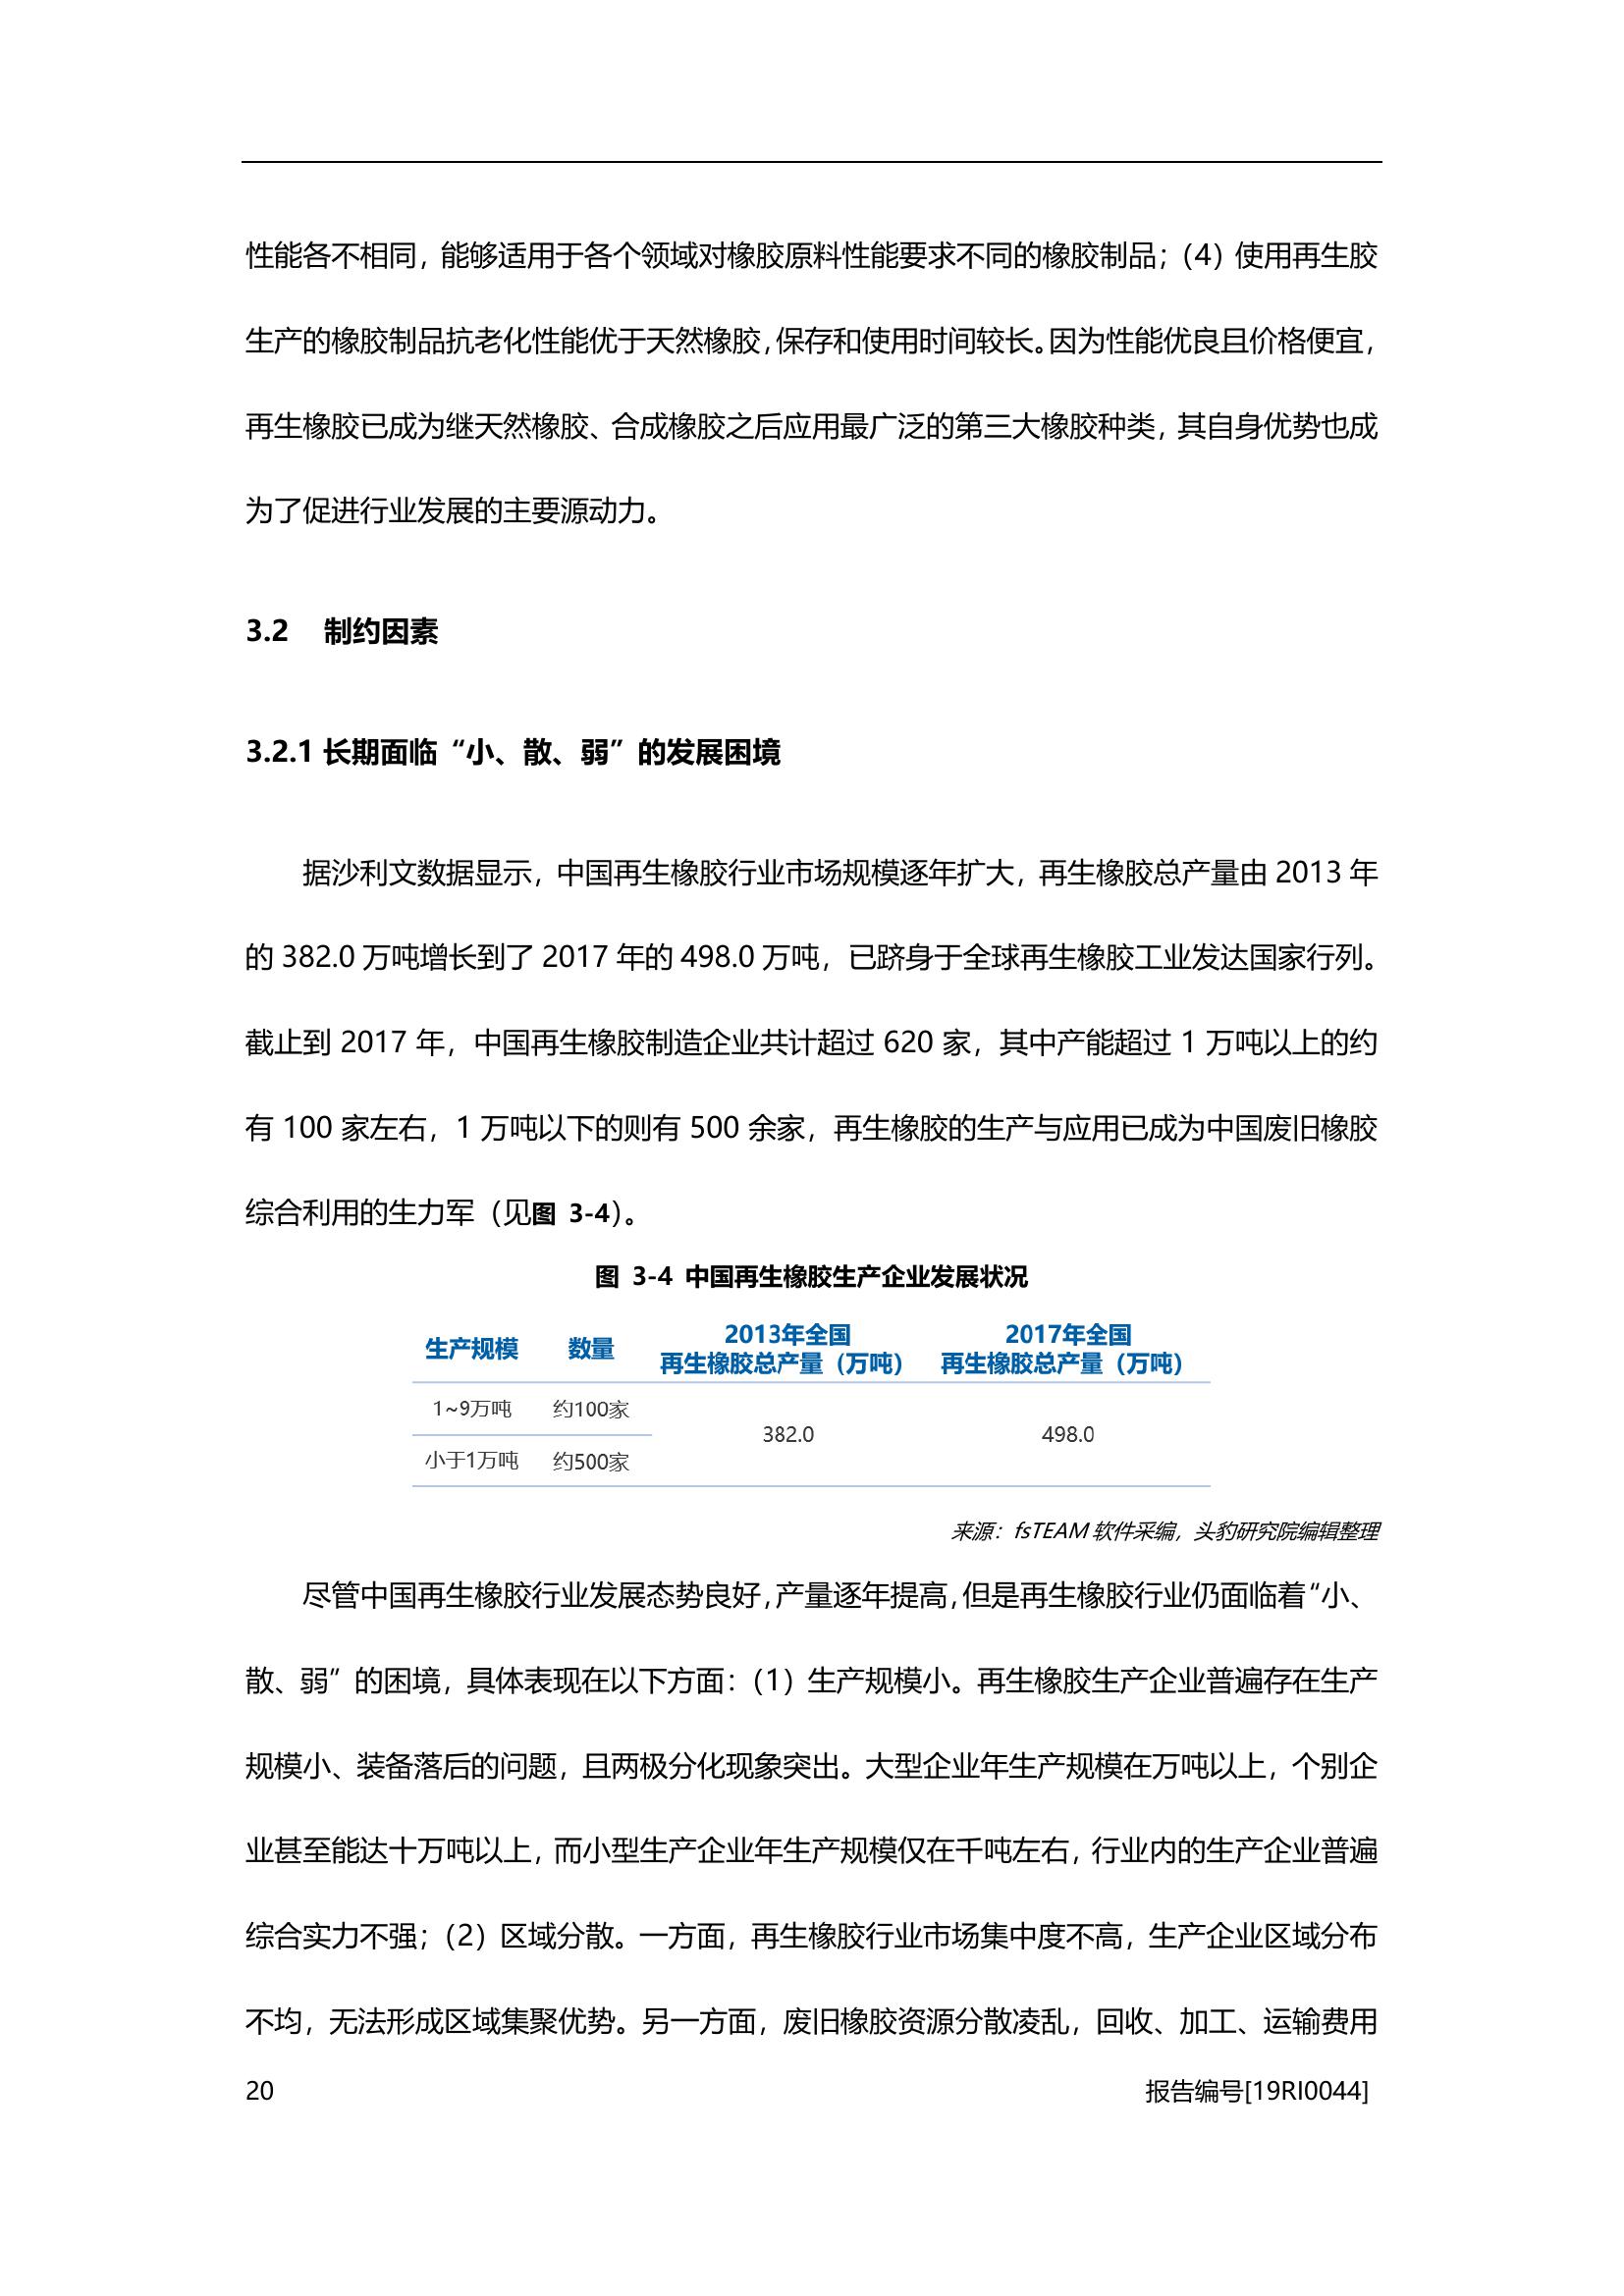 性能各不相同，能够适用于各个领域对橡胶原料性能要求不同的橡胶制品；（4）使用再生胶
生产的橡胶制品抗老化性能优于天然橡胶，保存和使用时间较长。因为性能优良且价格便宜，
再生橡胶已成为继天然橡胶、合成橡胶之后应用最广泛的第三大橡胶种类，其自身优势也成
为了促进行业发展的主要源动力。
3.2 制约因素
3.2.1 长期面临“小、散、弱”的发展困境
据沙利文数据显示，中国再生橡胶行业市场规模逐年扩大，再生橡胶总产量由 2013 年
的 382.0 万吨增长到了 2017 年的 498.0 万吨，已跻身于全球再生橡胶工业发达国家行列。
截止到 2017 年，中国再生橡胶制造企业共计超过 620 家，其中产能超过 1 万吨以上的约
有 100 家左右，1 万吨以下的则有 500 余家，再生橡胶的生产与应用已成为中国废旧橡胶
综合利用的生力军（见图 3-4）。
图 3-4 中国再生橡胶生产企业发展状况
生产规模 数量 2013年全国 2017年全国
再生橡胶总产量（万吨） 再生橡胶总产量（万吨）
1~9万吨 约100家
382.0 498.0
小于1万吨 约500家
来源：fsTEAM 软件采编，头豹研究院编辑整理
尽管中国再生橡胶行业发展态势良好，产量逐年提高，但是再生橡胶行业仍面临着“小、
散、弱”的困境，具体表现在以下方面：（1）生产规模小。再生橡胶生产企业普遍存在生产
规模小、装备落后的问题，且两极分化现象突出。大型企业年生产规模在万吨以上，个别企
业甚至能达十万吨以上，而小型生产企业年生产规模仅在千吨左右，行业内的生产企业普遍
综合实力不强；（2）区域分散。一方面，再生橡胶行业市场集中度不高，生产企业区域分布
不均，无法形成区域集聚优势。另一方面，废旧橡胶资源分散凌乱，回收、加工、运输费用
20 报告编号[19RI0044]